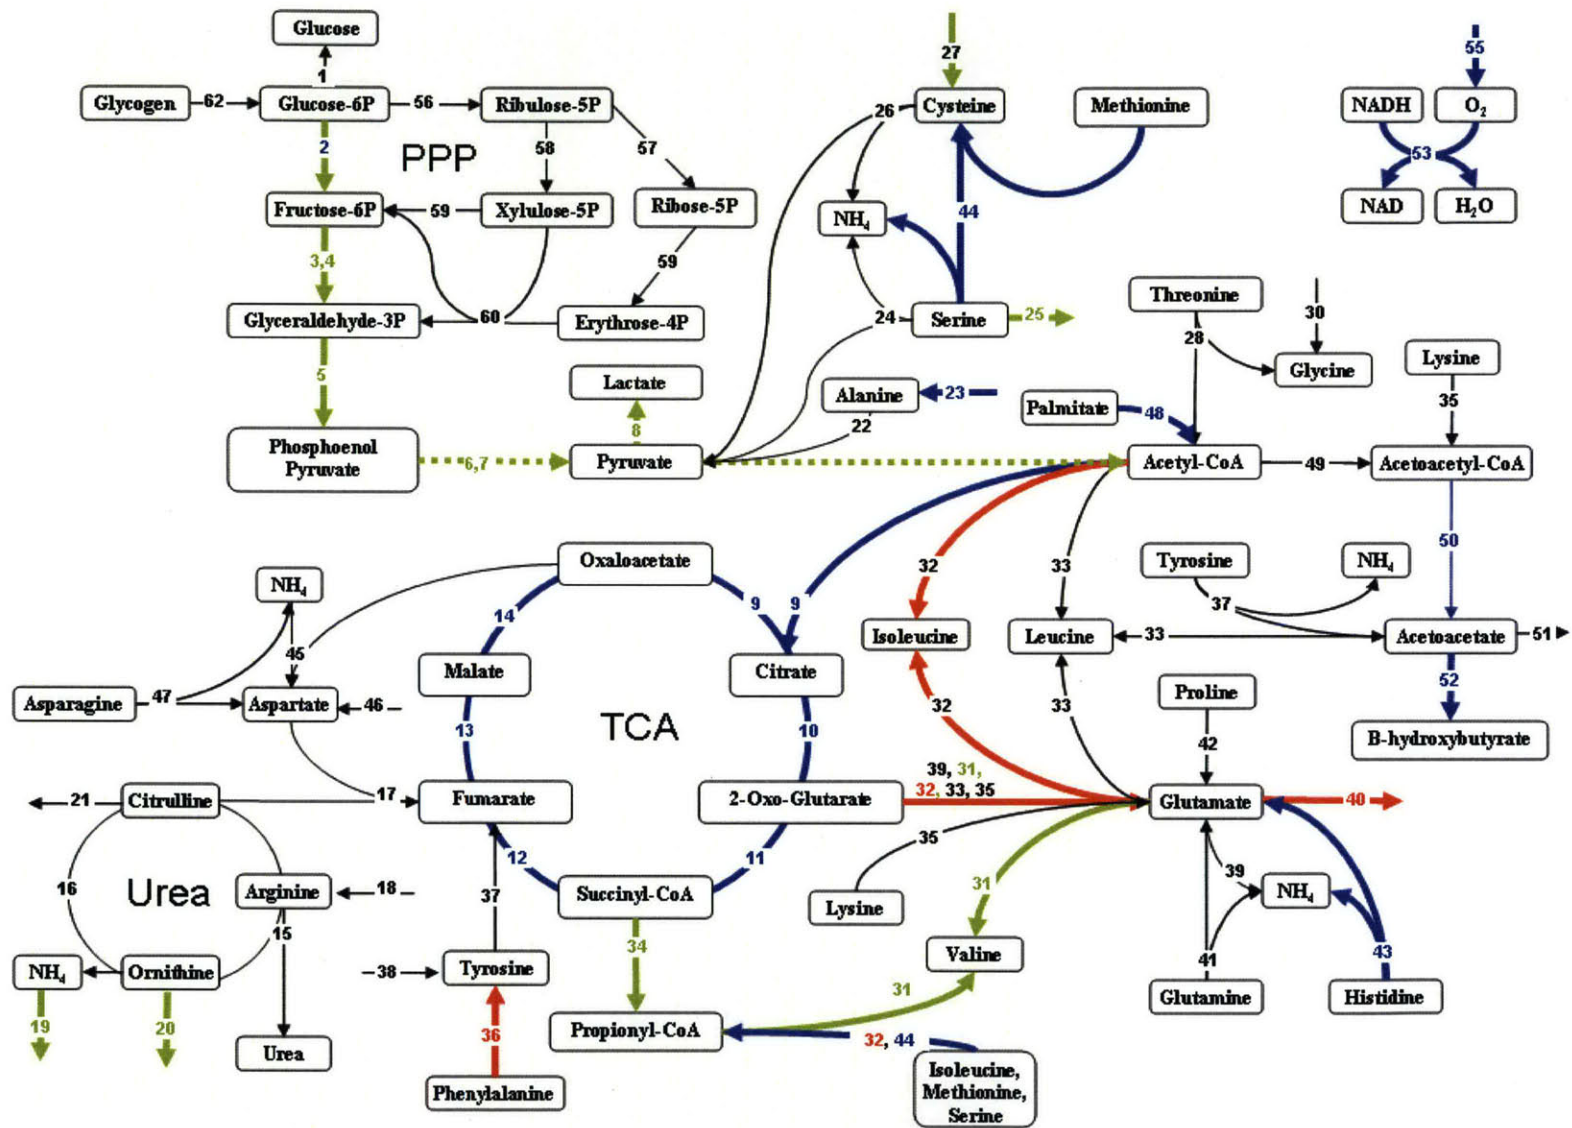 Glucose
27
55
1
Glycogen
62
Glucose-6P
56
Ribulose-5P
26
Cysteine
Methionine
NADH
O₂
2
PPP
58
57
53
Fructose-6P
59
Xylulose-5P
Ribose-5P
NH₄
44
NAD
H₂O
3,4
59
Threonine
30
Glyceraldehyde-3P
60
Erythrose-4P
24
Serine
25
28
Lysine
5
Lactate
Alanine
23
Glycine
Palmitate
48
35
8
22
Phosphoenol
Pyruvate
6,7
Pyruvate
Acetyl-CoA
49
Acetoacetyl-CoA
50
Oxaloacetate
32
33
Tyrosine
NH₄
NH₄
14
9
9
37
45
Isoleucine
Leucine
33
Acetoacetate
51
Malate
Citrate
52
Asparagine
47
Aspartate
46
32
33
Proline
13
TCA
10
42
B-hydroxybutyrate
39, 31,
21
Citrulline
17
Fumarate
2-Oxo-Glutarate
32, 33, 35
Glutamate
40
35
12
11
39
16
Urea
Arginine
18
37
Succinyl-CoA
Lysine
31
NH₄
15
34
43
NH₄
Ornithine
38
Tyrosine
Valine
41
31
Glutamine
Histidine
19
20
36
Propionyl-CoA
32, 44
Urea
Phenylalanine
Isoleucine,
Methionine,
Serine